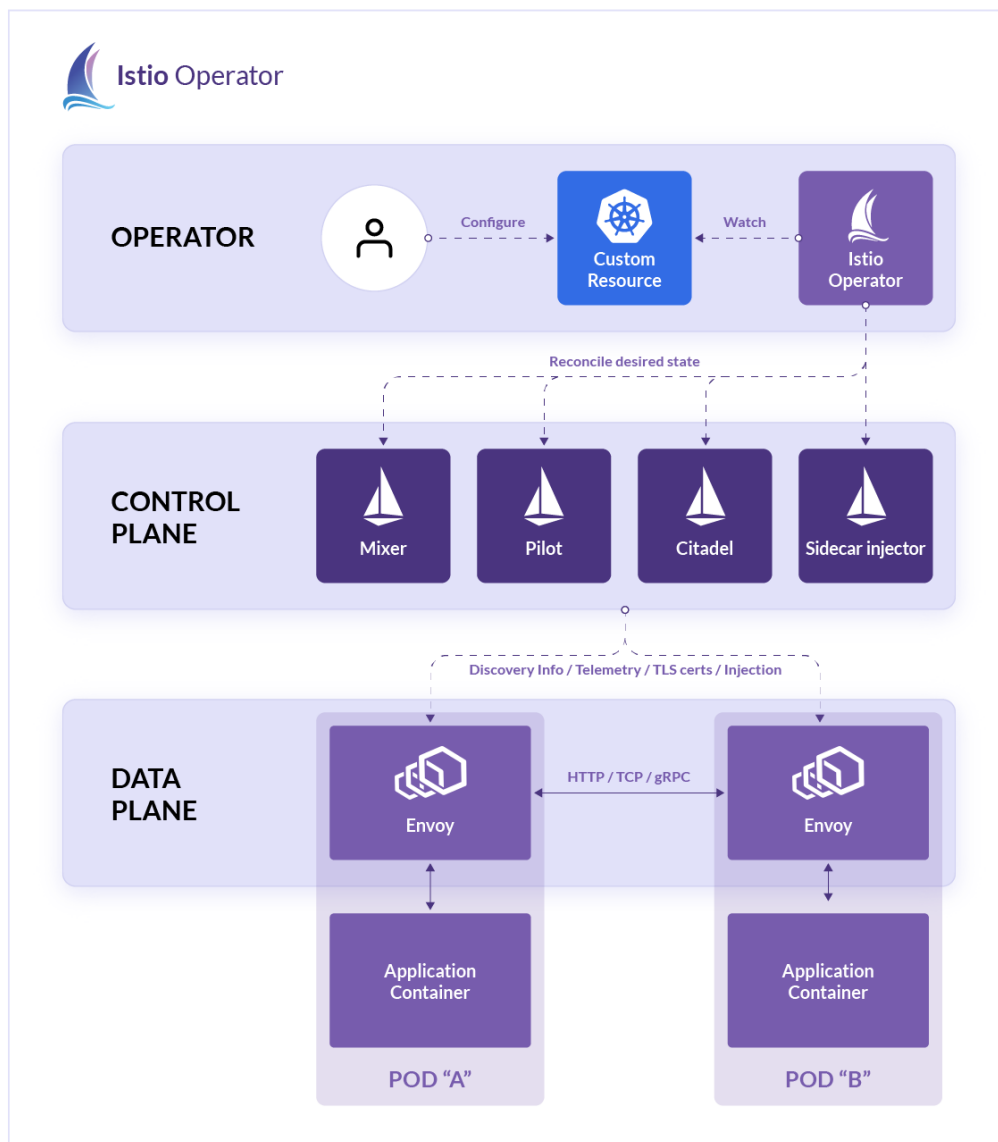 Istio Operator
OPERATOR
Configure
Custom
Resource
Watch
Istio
Operator
Reconcile desired state
CONTROL
PLANE
Mixer
Pilot
Citadel
Sidecar injector
Discovery Info / Telemetry / TLS certs / Injection
DATA
PLANE
Envoy
HTTP / TCP / gRPC
Envoy
Application
Container
Application
Container
POD “A”
POD “B”